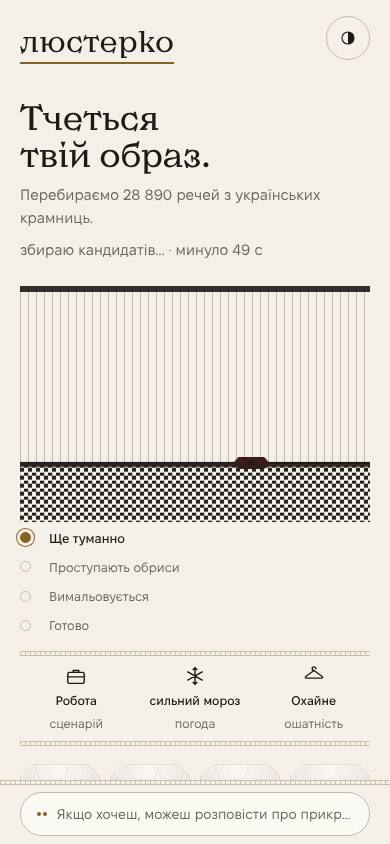 люстерко
Тчеться
твій образ.
Перебираємо 28 890 речей з українських
крамниць.
збираю кандидатів… · минуло 49 с
Ще туманно
Проступають обриси
Вимальовується
Готово
Робота сильний мороз Охайне
сценарій погода ошатність
Якщо хочеш, можеш розповісти про прикр…